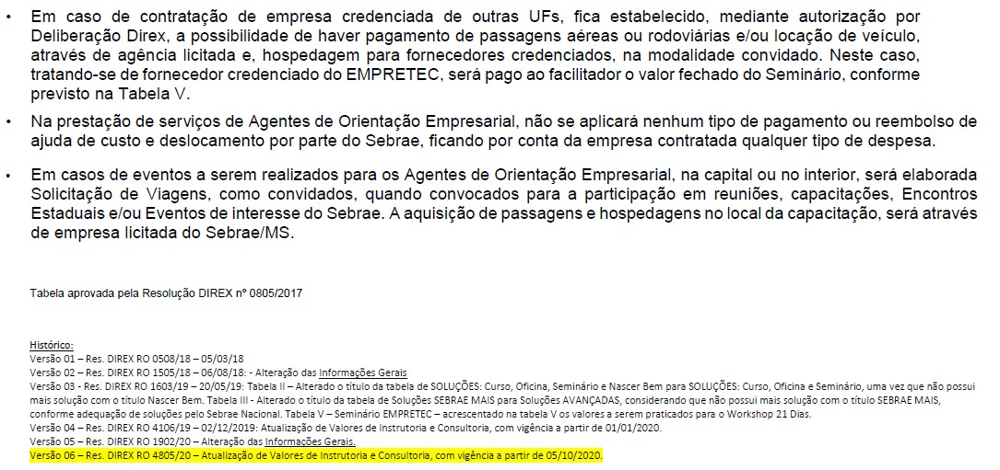 • Em caso de contratação de empresa credenciada de outras UFs, fica estabelecido, mediante autorização por
Deliberação Direx, a possibilidade de haver pagamento de passagens aéreas ou rodoviárias e/ou locação de veículo,
através de agência licitada e, hospedagem para fornecedores credenciados, na modalidade convidado. Neste caso,
tratando-se de fornecedor credenciado do EMPRETEC, será pago ao facilitador o valor fechado do Seminário, conforme
previsto na Tabela V.
• Na prestação de serviços de Agentes de Orientação Empresarial, não se aplicará nenhum tipo de pagamento ou reembolso de
ajuda de custo e deslocamento por parte do Sebrae, ficando por conta da empresa contratada qualquer tipo de despesa.
• Em casos de eventos a serem realizados para os Agentes de Orientação Empresarial, na capital ou no interior, será elaborada
Solicitação de Viagens, como convidados, quando convocados para a participação em reuniões, capacitações, Encontros
Estaduais e/ou Eventos de interesse do Sebrae. A aquisição de passagens e hospedagens no local da capacitação, será através
de empresa licitada do Sebrae/MS.
Tabela aprovada pela Resolução DIREX nº 0805/2017
Histórico:
Versão 01 – Res. DIREX RO 0508/18 – 05/03/18
Versão 02 – Res. DIREX RO 1505/18 – 06/08/18: - Alteração das Informações Gerais
Versão 03 - Res. DIREX RO 1603/19 – 20/05/19: Tabela II – Alterado o título da tabela de SOLUÇÕES: Curso, Oficina, Seminário e Nascer Bem para SOLUÇÕES: Curso, Oficina e Seminário, uma vez que não possui
mais solução com o título Nascer Bem. Tabela III - Alterado o título da tabela de Soluções SEBRAE MAIS para Soluções AVANÇADAS, considerando que não possui mais solução com o título SEBRAE MAIS,
conforme adequação de soluções pelo Sebrae Nacional. Tabela V – Seminário EMPRETEC – acrescentado na tabela V os valores a serem praticados para o Workshop 21 Dias.
Versão 04 – Res. DIREX RO 4106/19 – 02/12/2019: Atualização de Valores de Instrutoria e Consultoria, com vigência a partir de 01/01/2020.
Versão 05 – Res. DIREX RO 1902/20 – Alteração das Informações Gerais.
Versão 06 – Res. DIREX RO 4805/20 – Atualização de Valores de Instrutoria e Consultoria, com vigência a partir de 05/10/2020.